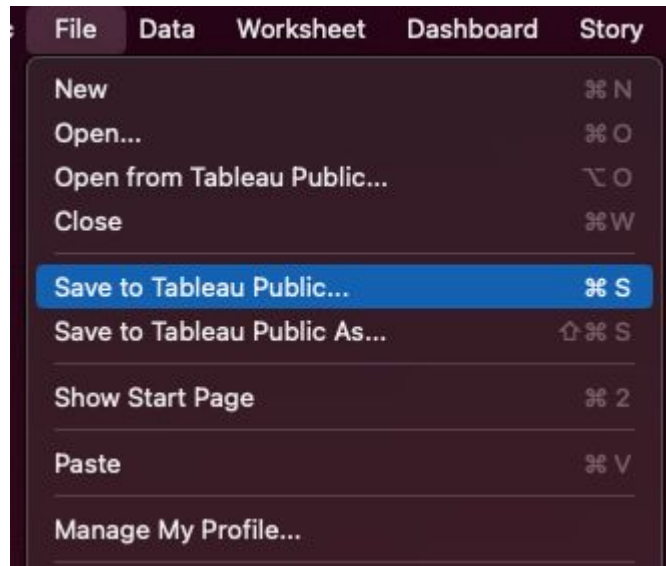 File Data Worksheet Dashboard Story
New ⌘ N
Open... ⌘ O
Open from Tableau Public... ⌥ O
Close ⌘ W
Save to Tableau Public... ⌘ S
Save to Tableau Public As... ⇧⌘ S
Show Start Page ⌘ 2
Paste ⌘ V
Manage My Profile...